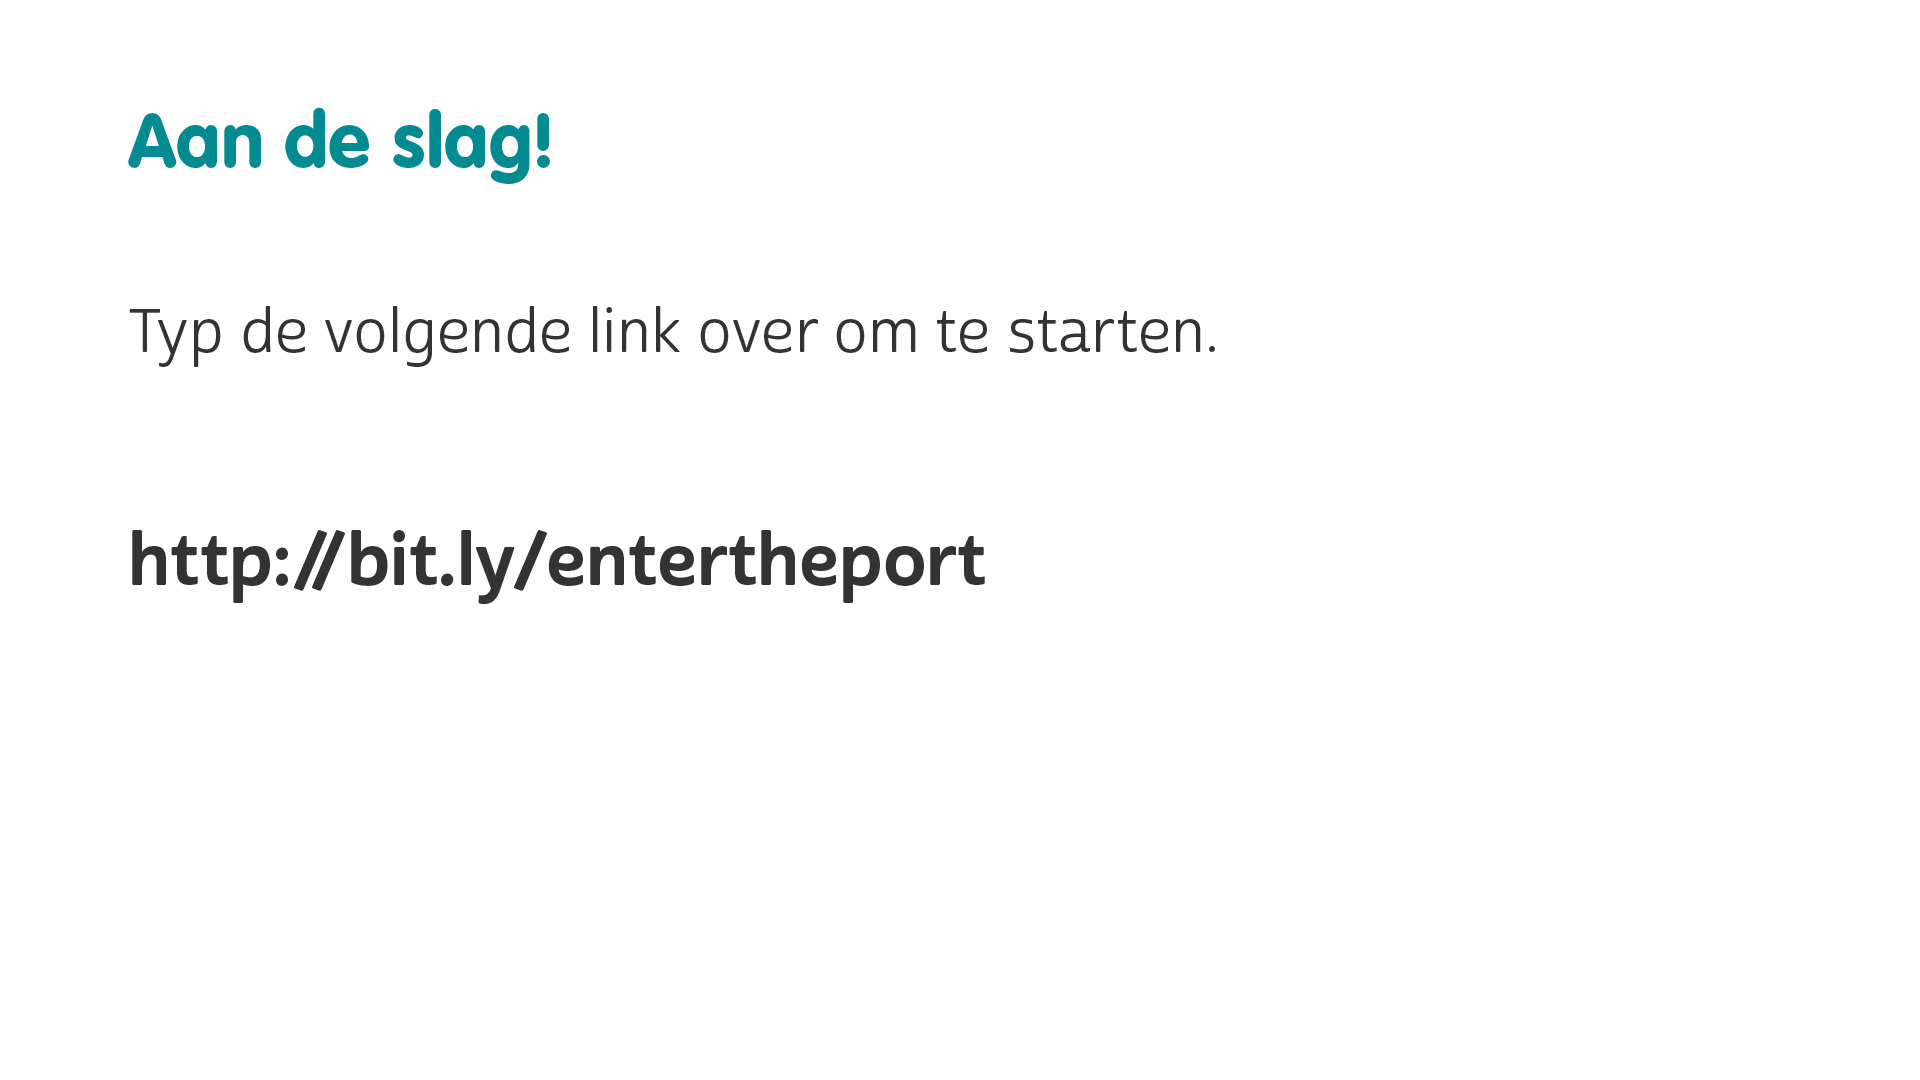 Aan de slag!
Typ de volgende link over om te starten.
http://bit.ly/entertheport